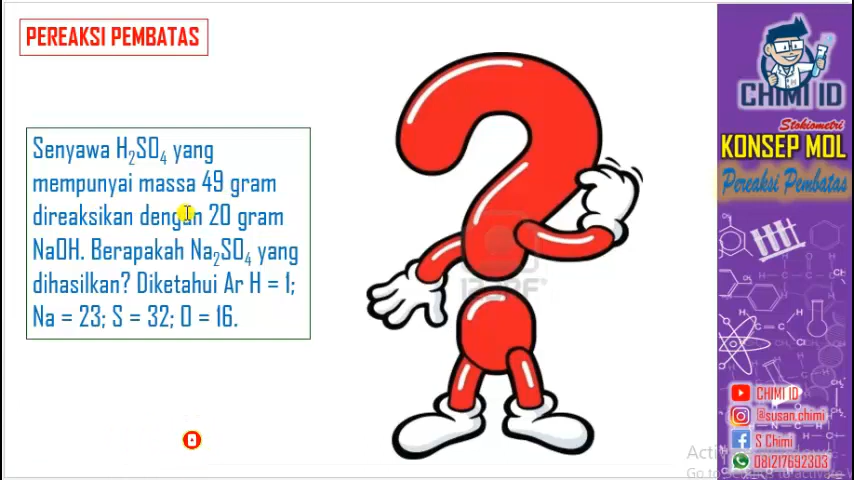 PEREAKSI PEMBATAS
Senyawa H₂SO₄ yang
mempunyai massa 49 gram
direaksikan dengan 20 gram
NaOH. Berapakah Na₂SO₄ yang
dihasilkan? Diketahui Ar H = 1;
Na = 23; S = 32; O = 16.
CHIMI ID
Stokiometri
KONSEP MOL
Pereaksi Pembatas
CHIMI ID
@susan.chimi
S Chimi
081217692303